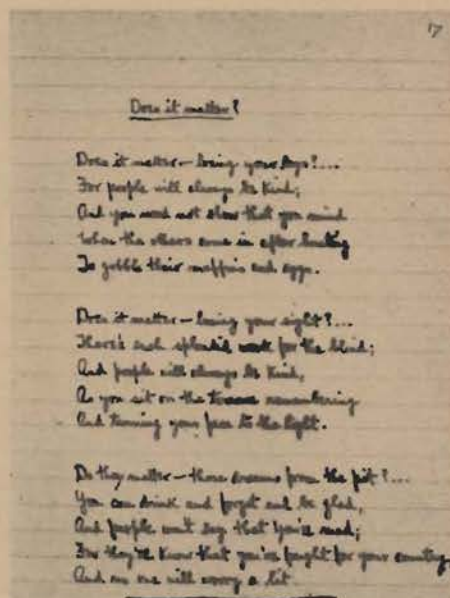 17
Does it matter?
Does it matter – losing your legs?...
For people will always be kind,
And you need not show that you mind
When the others come in after hunting
To gobble their muffins and eggs.
Does it matter – losing your sight?...
There's such splendid work for the blind;
And people will always be kind,
As you sit on the terrace remembering
And turning your face to the light.
Do they matter – those dreams from the pit?...
You can drink and forget and be glad,
And people won't say that you're mad;
For they'll know that you've fought for your country,
And no one will worry a bit.